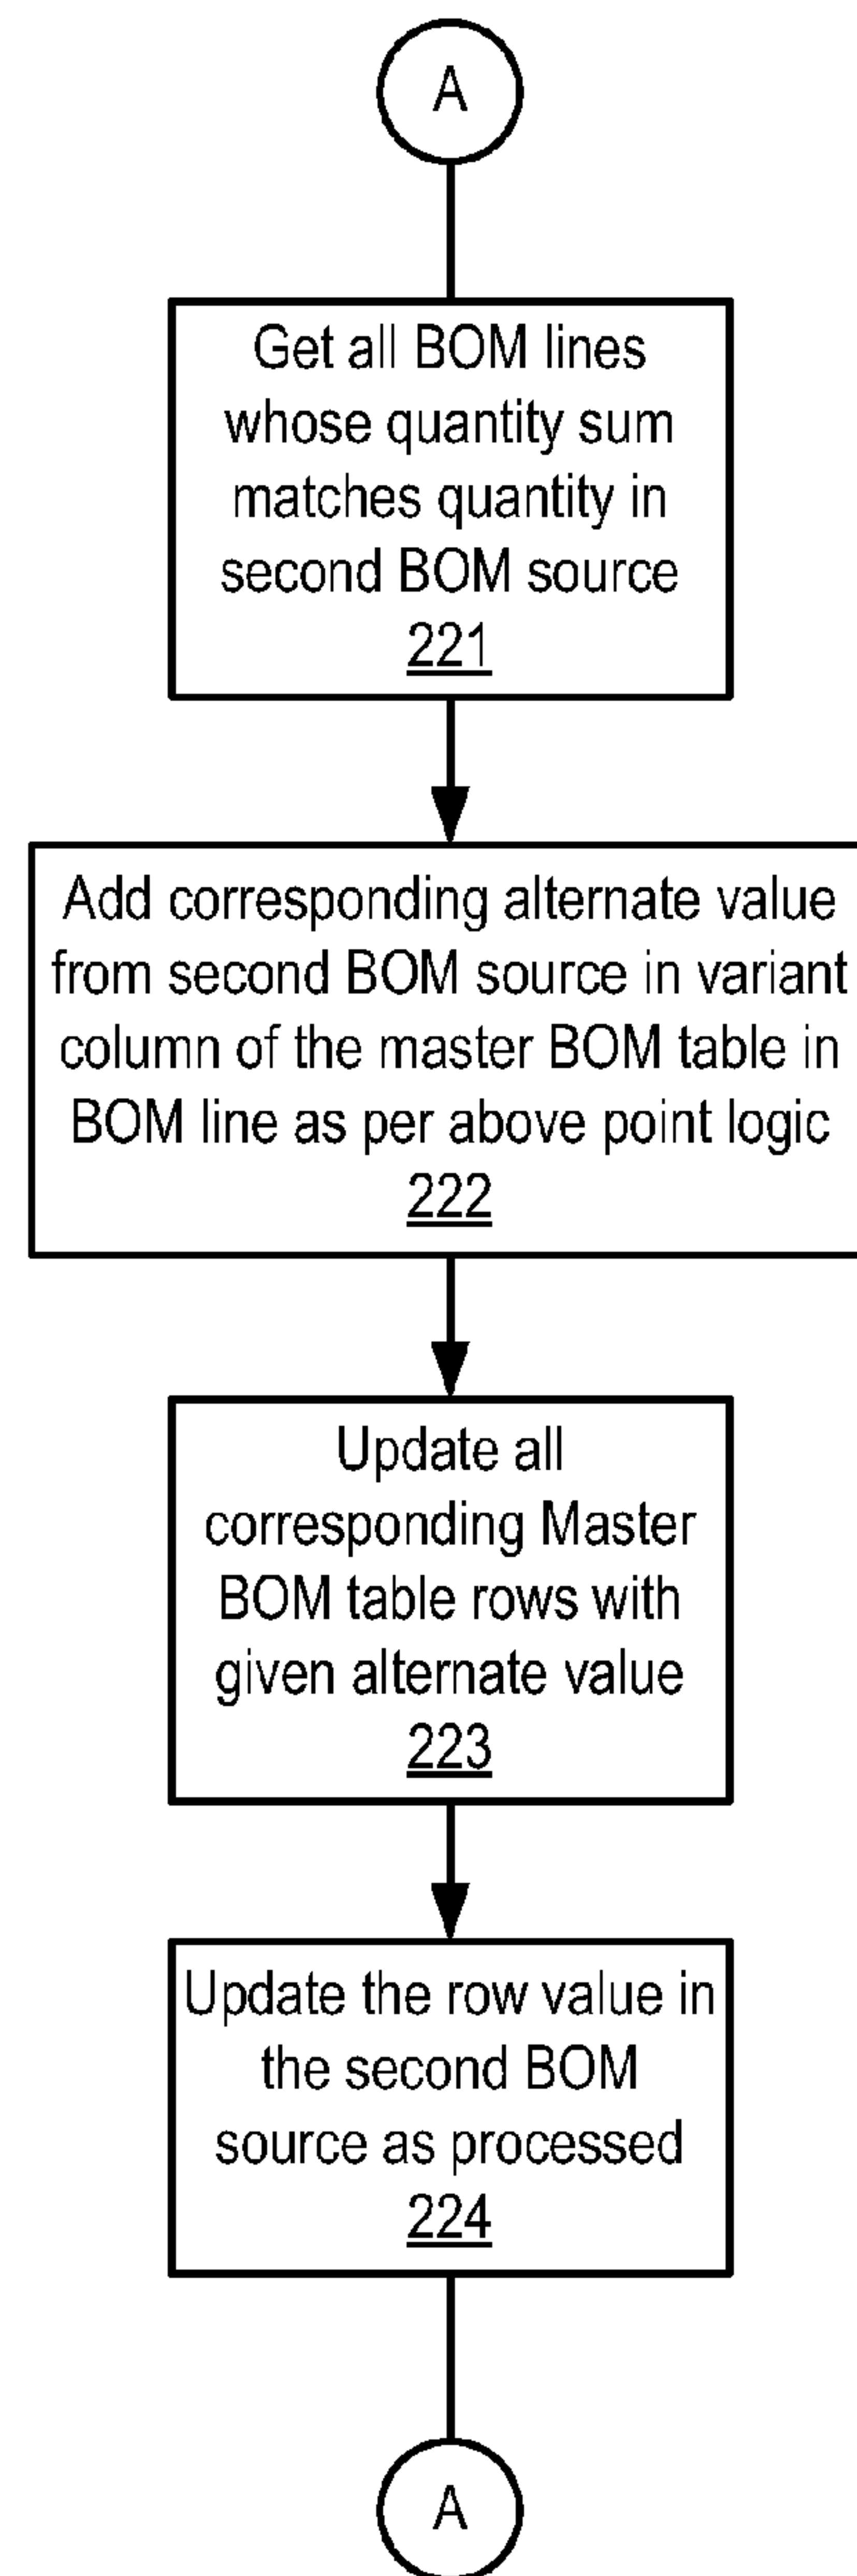 A
Get all BOM lines
whose quantity sum
matches quantity in
second BOM source
221
Add corresponding alternate value
from second BOM source in variant
column of the master BOM table in
BOM line as per above point logic
222
Update all
corresponding Master
BOM table rows with
given alternate value
223
Update the row value in
the second BOM
source as processed
224
A